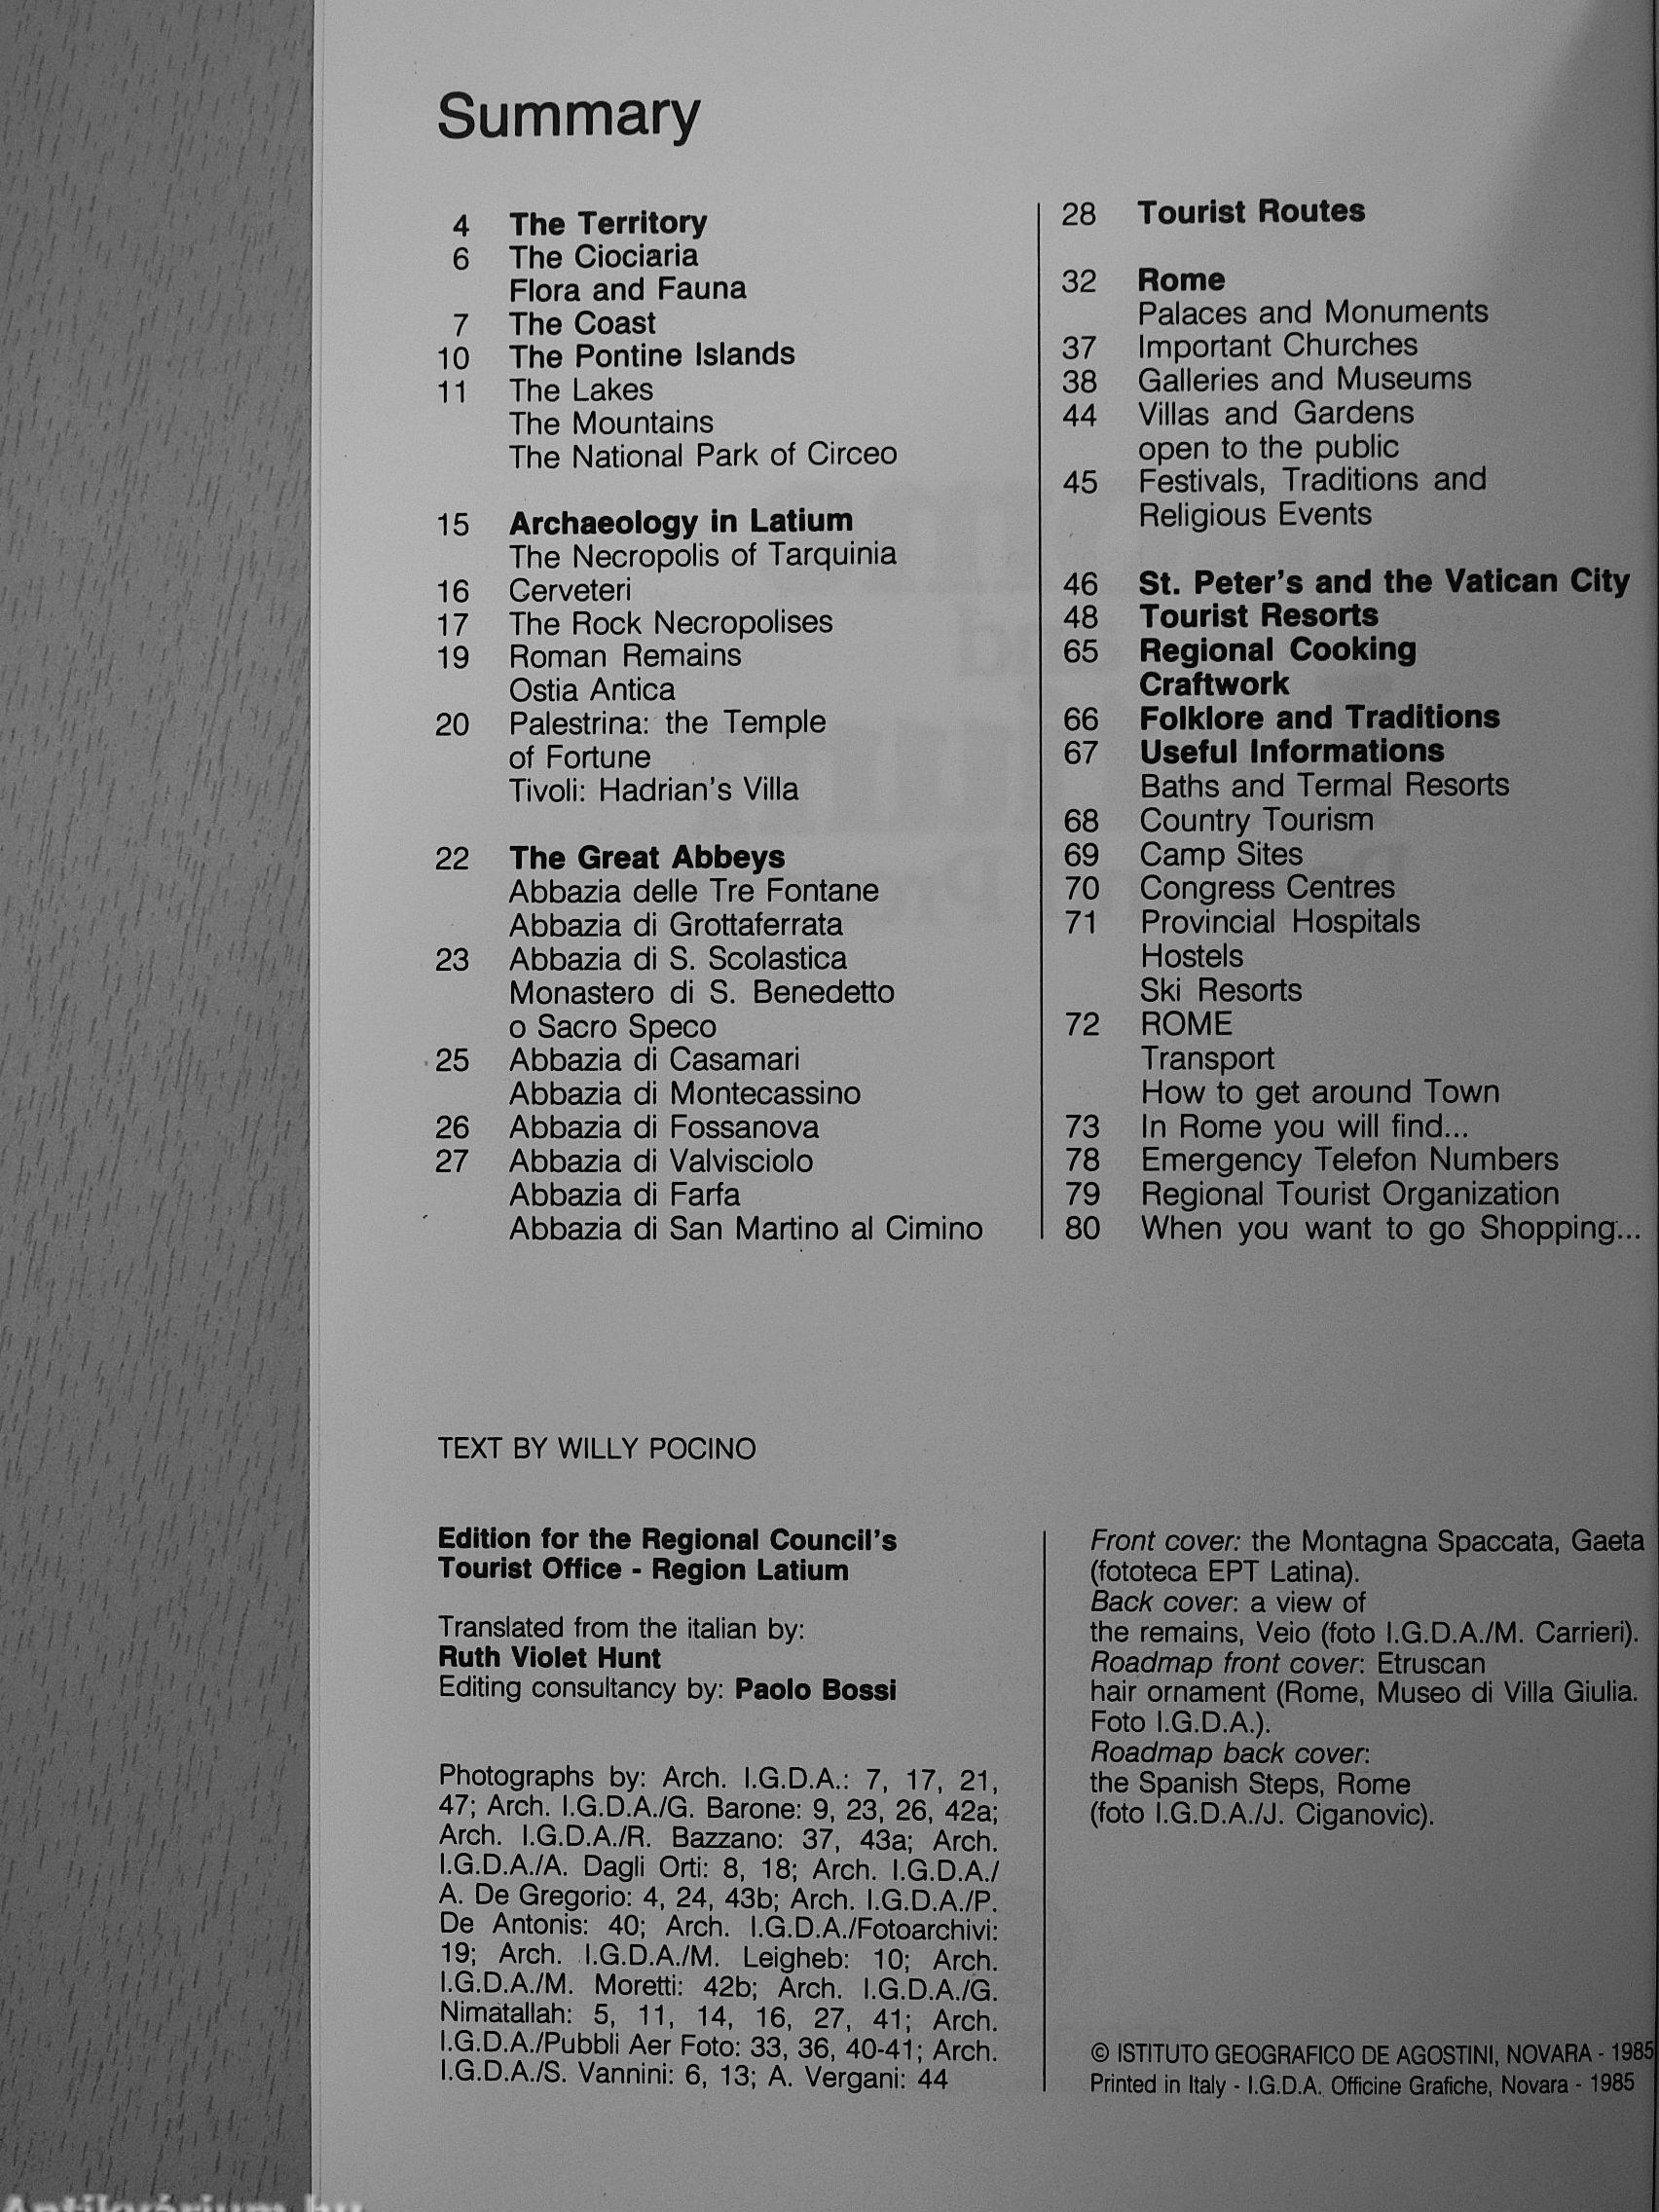 Summary
4 The Territory
6 The Ciociaria
Flora and Fauna
7 The Coast
10 The Pontine Islands
11 The Lakes
The Mountains
The National Park of Circeo
15 Archaeology in Latium
The Necropolis of Tarquinia
16 Cerveteri
17 The Rock Necropolises
19 Roman Remains
Ostia Antica
20 Palestrina: the Temple
of Fortune
Tivoli: Hadrian's Villa
22 The Great Abbeys
Abbazia delle Tre Fontane
Abbazia di Grottaferrata
23 Abbazia di S. Scolastica
Monastero di S. Benedetto
o Sacro Speco
25 Abbazia di Casamari
Abbazia di Montecassino
26 Abbazia di Fossanova
27 Abbazia di Valvisciolo
Abbazia di Farfa
Abbazia di San Martino al Cimino
28 Tourist Routes
32 Rome
Palaces and Monuments
37 Important Churches
38 Galleries and Museums
44 Villas and Gardens
open to the public
45 Festivals, Traditions and
Religious Events
46 St. Peter's and the Vatican City
48 Tourist Resorts
65 Regional Cooking
Craftwork
66 Folklore and Traditions
67 Useful Informations
Baths and Termal Resorts
68 Country Tourism
69 Camp Sites
70 Congress Centres
71 Provincial Hospitals
Hostels
Ski Resorts
72 ROME
Transport
How to get around Town
73 In Rome you will find...
78 Emergency Telefon Numbers
79 Regional Tourist Organization
80 When you want to go Shopping...
TEXT BY WILLY POCINO
Edition for the Regional Council's
Tourist Office - Region Latium
Translated from the italian by:
Ruth Violet Hunt
Editing consultancy by: Paolo Bossi
Photographs by: Arch. I.G.D.A.: 7, 17, 21,
47; Arch. I.G.D.A./G. Barone: 9, 23, 26, 42a;
Arch. I.G.D.A./R. Bazzano: 37, 43a; Arch.
I.G.D.A./A. Dagli Orti: 8, 18; Arch. I.G.D.A./
A. De Gregorio: 4, 24, 43b; Arch. I.G.D.A./P.
De Antonis: 40; Arch. I.G.D.A./Fotoarchivi:
19; Arch. I.G.D.A./M. Leigheb: 10; Arch.
I.G.D.A./M. Moretti: 42b; Arch. I.G.D.A./G.
Nimatallah: 5, 11, 14, 16, 27, 41; Arch.
I.G.D.A./Pubbli Aer Foto: 33, 36, 40-41; Arch.
I.G.D.A./S. Vannini: 6, 13; A. Vergani: 44
Front cover: the Montagna Spaccata, Gaeta
(fototeca EPT Latina).
Back cover: a view of
the remains, Veio (foto I.G.D.A./M. Carrieri).
Roadmap front cover: Etruscan
hair ornament (Rome, Museo di Villa Giulia.
Foto I.G.D.A.).
Roadmap back cover:
the Spanish Steps, Rome
(foto I.G.D.A./J. Ciganovic).
© ISTITUTO GEOGRAFICO DE AGOSTINI, NOVARA - 1985
Printed in Italy - I.G.D.A. Officine Grafiche, Novara - 1985